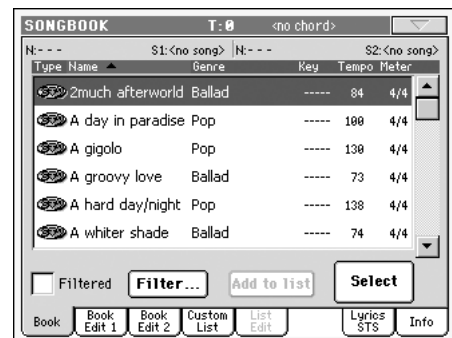 SONGBOOK T:0 <no chord>
N:--- S1:<no song> N:--- S2:<no song>
Type Name Genre Key Tempo Meter
2much afterworld Ballad ----- 84 4/4
A day in paradise Pop ----- 100 4/4
A gigolo Pop ----- 130 4/4
A groovy love Ballad ----- 73 4/4
A hard day/night Pop ----- 138 4/4
A whiter shade Ballad ----- 74 4/4
Filtered Filter... Add to list Select
Book Book Edit 1 Book Edit 2 Custom List List Edit Lyrics STS Info